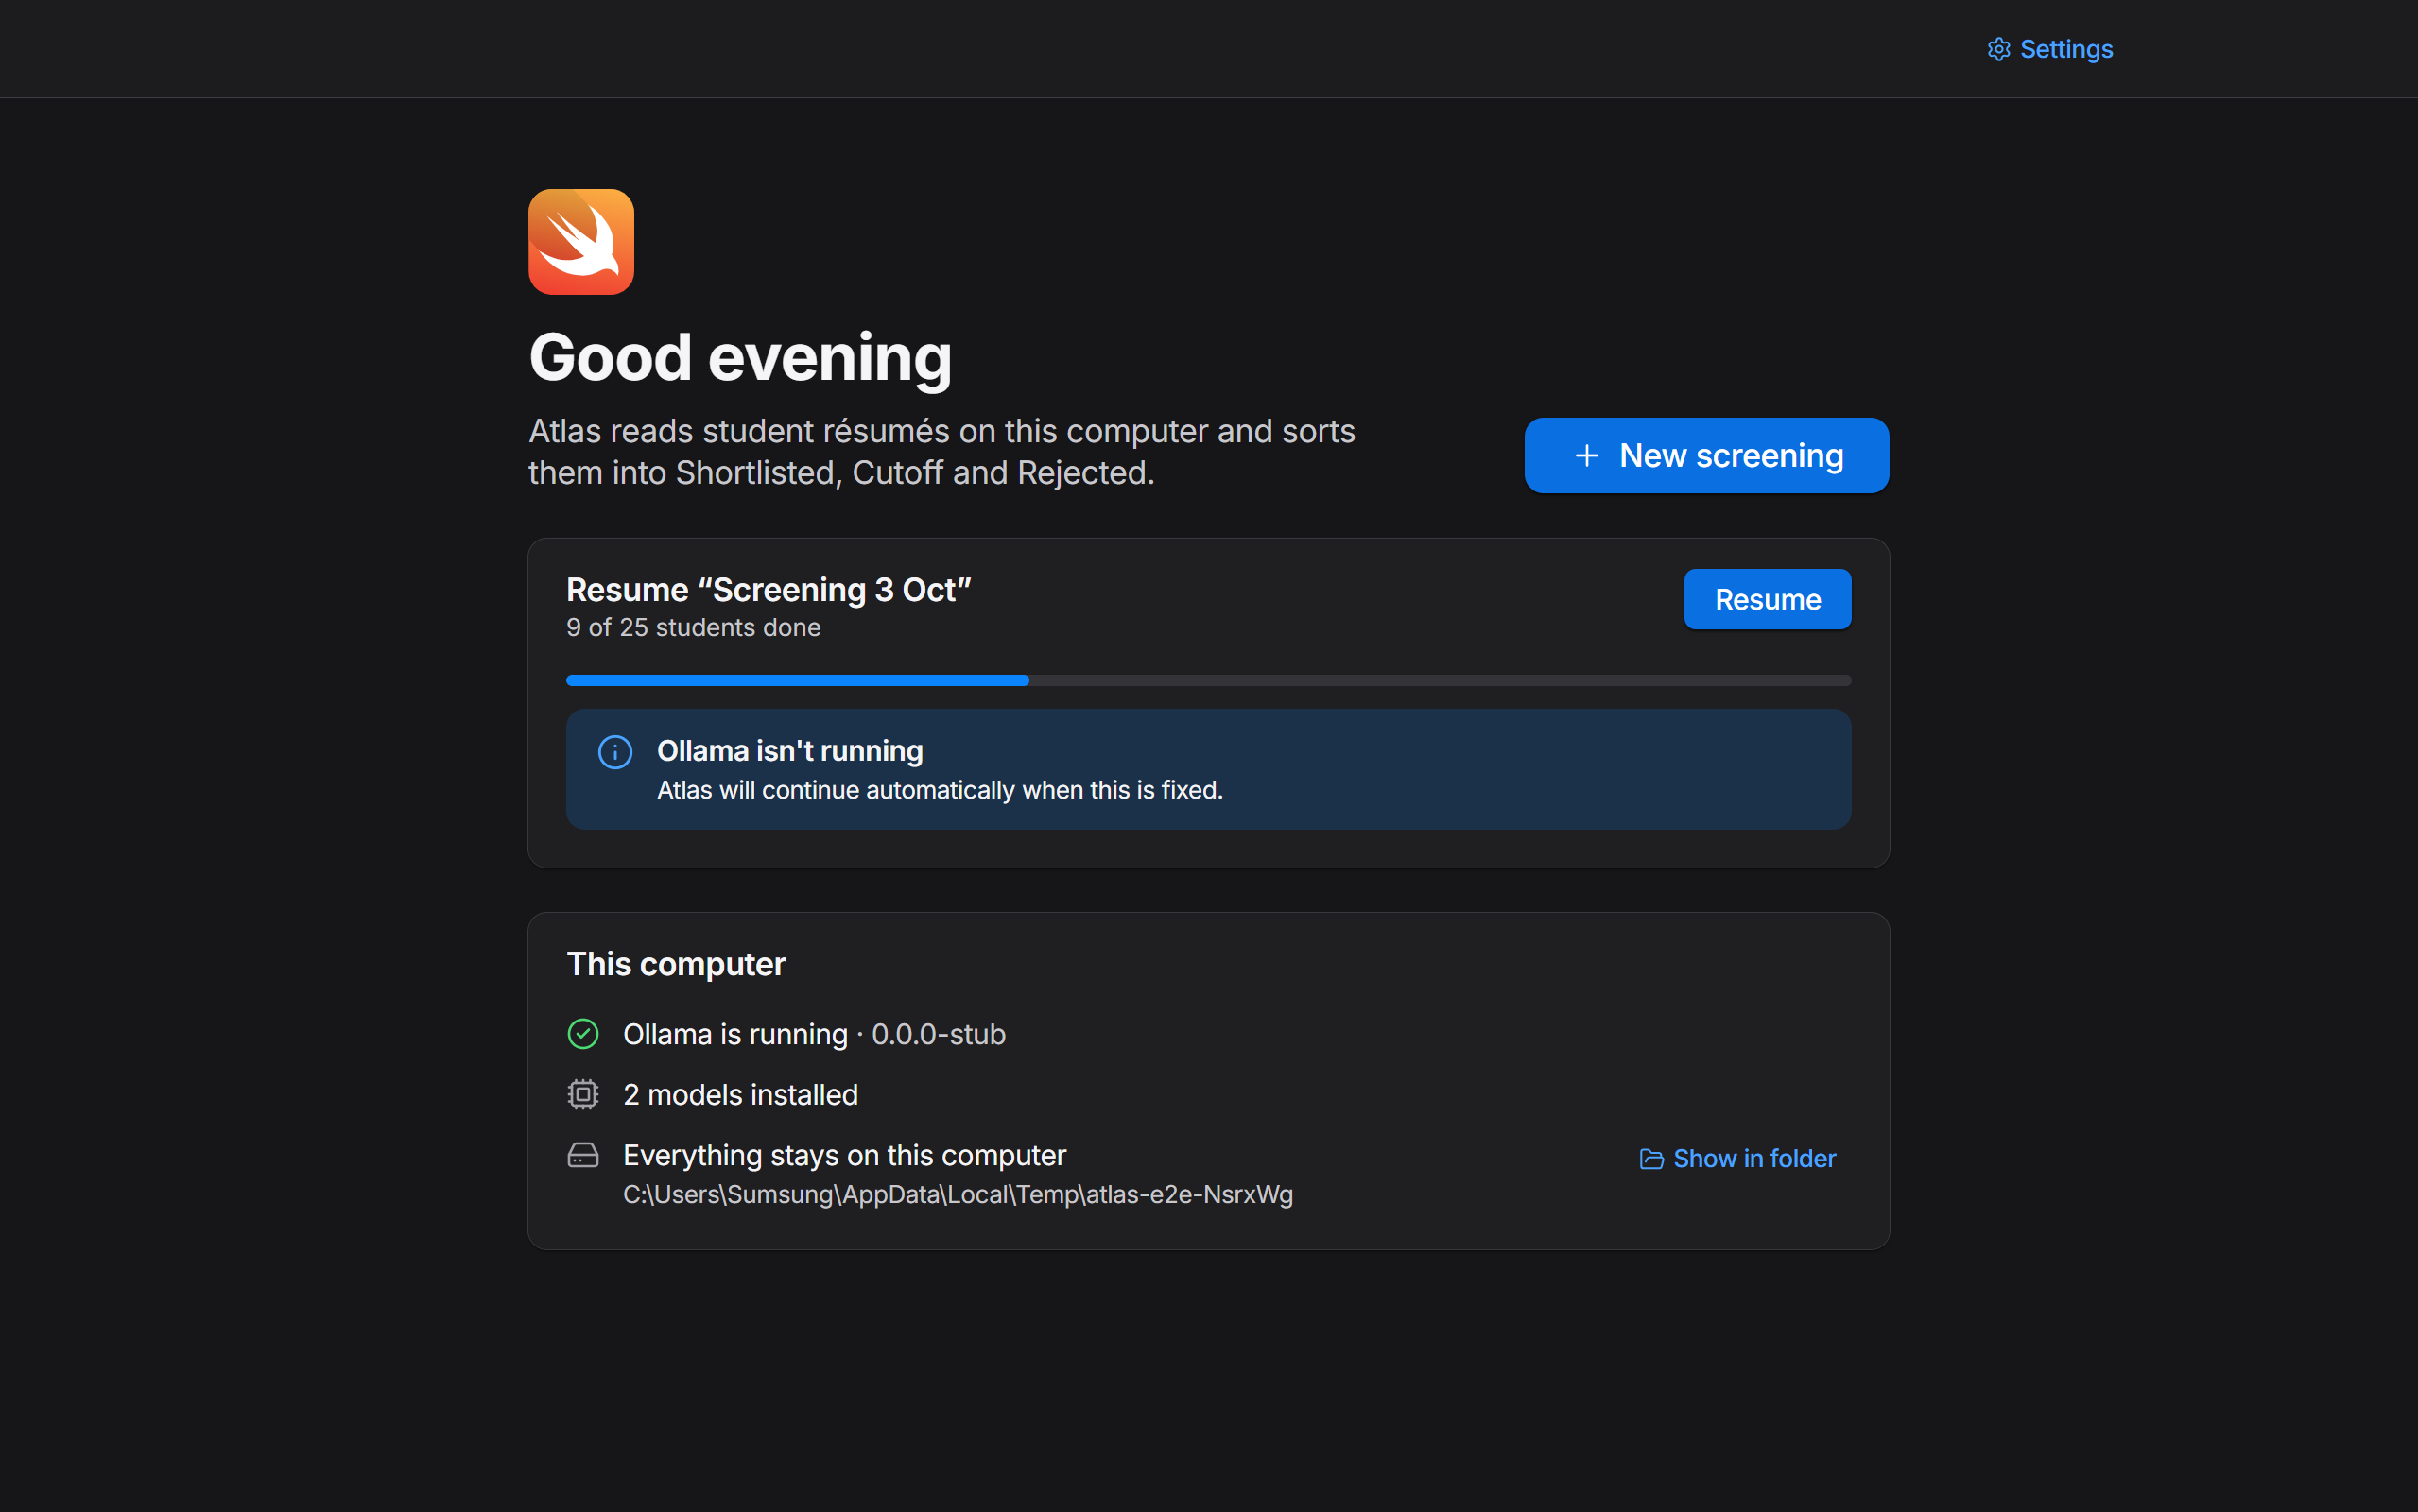 Settings
Good evening
Atlas reads student résumés on this computer and sorts
them into Shortlisted, Cutoff and Rejected.
New screening
Resume “Screening 3 Oct”
9 of 25 students done
Resume
Ollama isn't running
Atlas will continue automatically when this is fixed.
This computer
Ollama is running · 0.0.0-stub
2 models installed
Everything stays on this computer
Show in folder
C:\Users\Sumsung\AppData\Local\Temp\atlas-e2e-NsrxWg